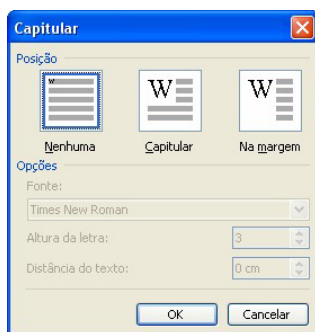 Capitular
Posição
W W W
Nenhuma Capitular Na margem
Opções
Fonte:
Times New Roman
Altura da letra: 3
Distância do texto: 0 cm
OK Cancelar